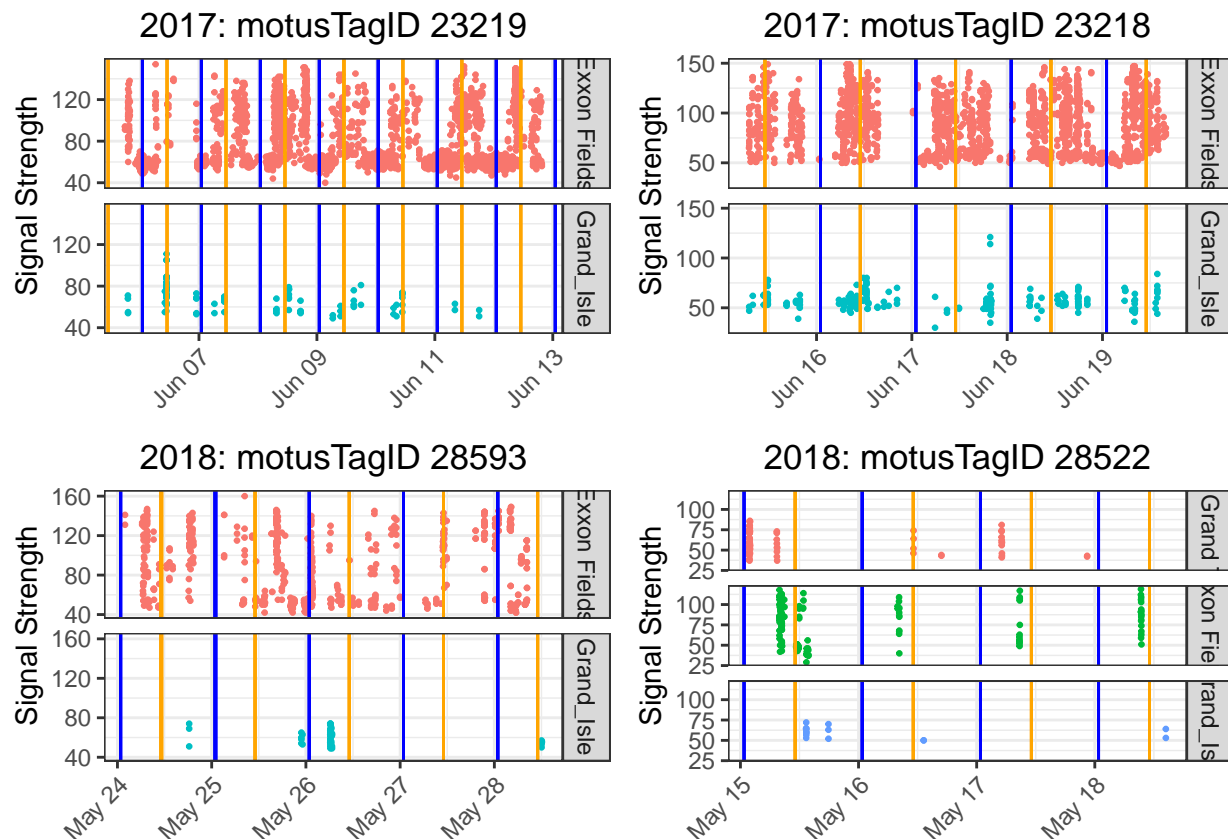 2017: motusTagID 23219
Signal Strength
120
80
40
Exxon Fields
120
80
40
Grand_Isle
Jun 07
Jun 09
Jun 11
Jun 13
2017: motusTagID 23218
Signal Strength
150
100
50
Exxon Fields
150
100
50
Grand_Isle
Jun 16
Jun 17
Jun 18
Jun 19
2018: motusTagID 28593
Signal Strength
160
120
80
40
Exxon Fields
160
120
80
40
Grand_Isle
May 24
May 25
May 26
May 27
May 28
2018: motusTagID 28522
Signal Strength
100
75
50
25
Grand
100
75
50
25
xon Fie
100
75
50
25
rand_Is
May 15
May 16
May 17
May 18